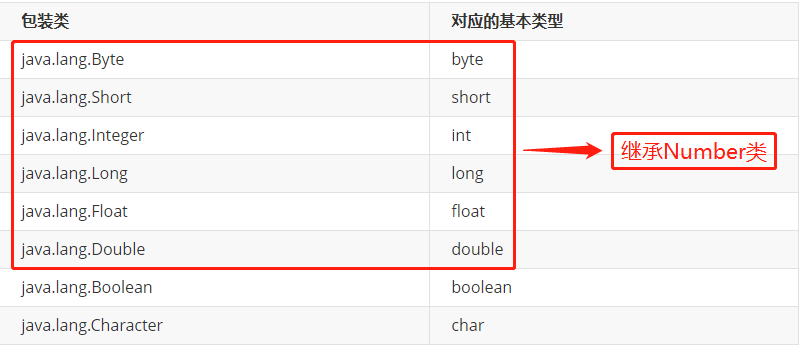 包装类 对应的基本类型
java.lang.Byte byte
java.lang.Short short
java.lang.Integer int
继承Number类
java.lang.Long long
java.lang.Float float
java.lang.Double double
java.lang.Boolean boolean
java.lang.Character char